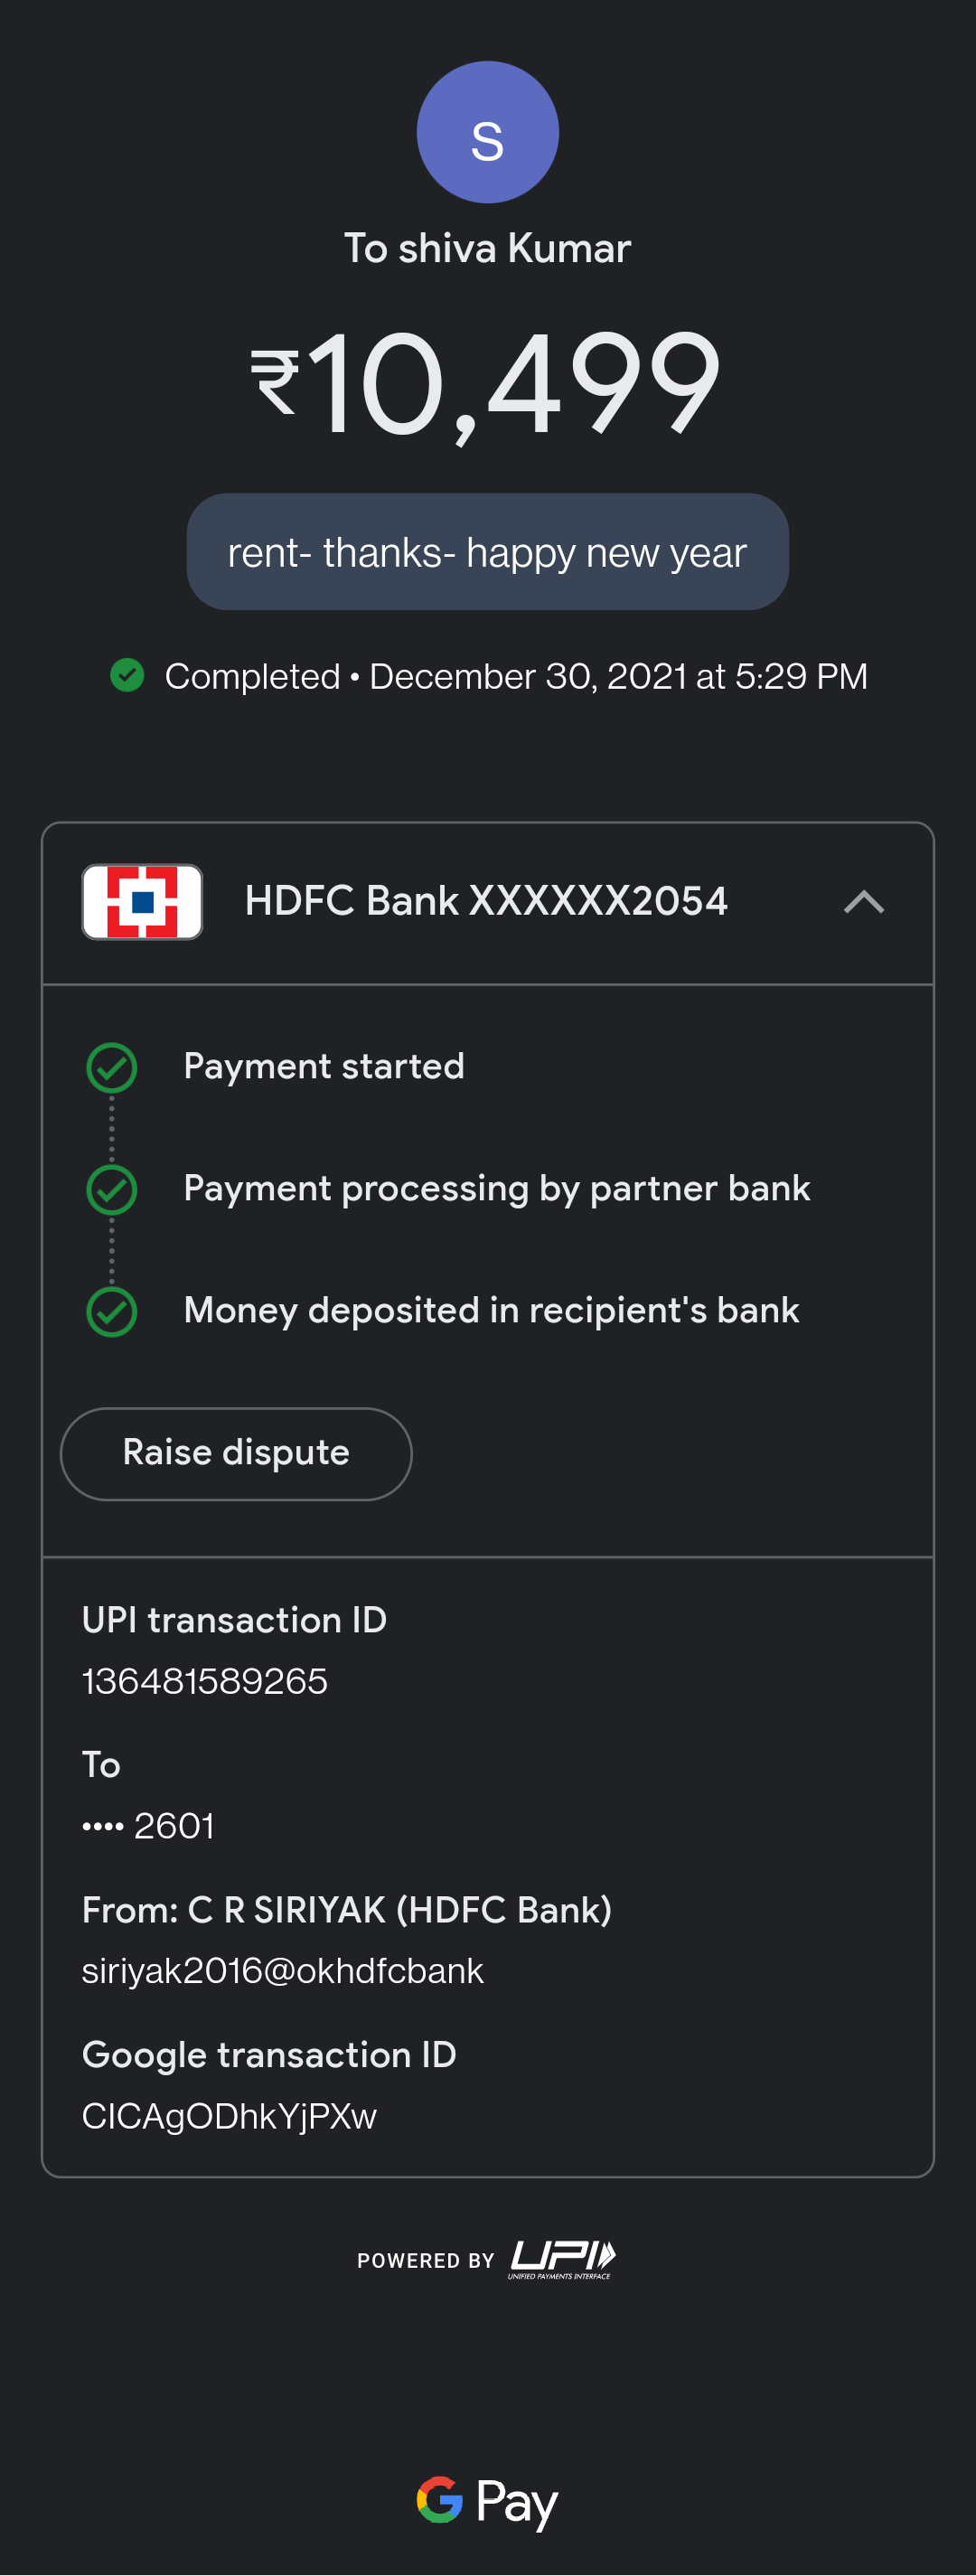 S
To shiva Kumar
₹10,499
rent- thanks- happy new year
Completed • December 30, 2021 at 5:29 PM
HDFC Bank XXXXXX2054
Payment started
Payment processing by partner bank
Money deposited in recipient's bank
Raise dispute
UPI transaction ID
136481589265
To
•••• 2601
From: C R SIRIYAK (HDFC Bank)
siriyak2016@okhdfcbank
Google transaction ID
CICAgODhkYjPXw
POWERED BY UPI
UNIFIED PAYMENTS INTERFACE
G Pay